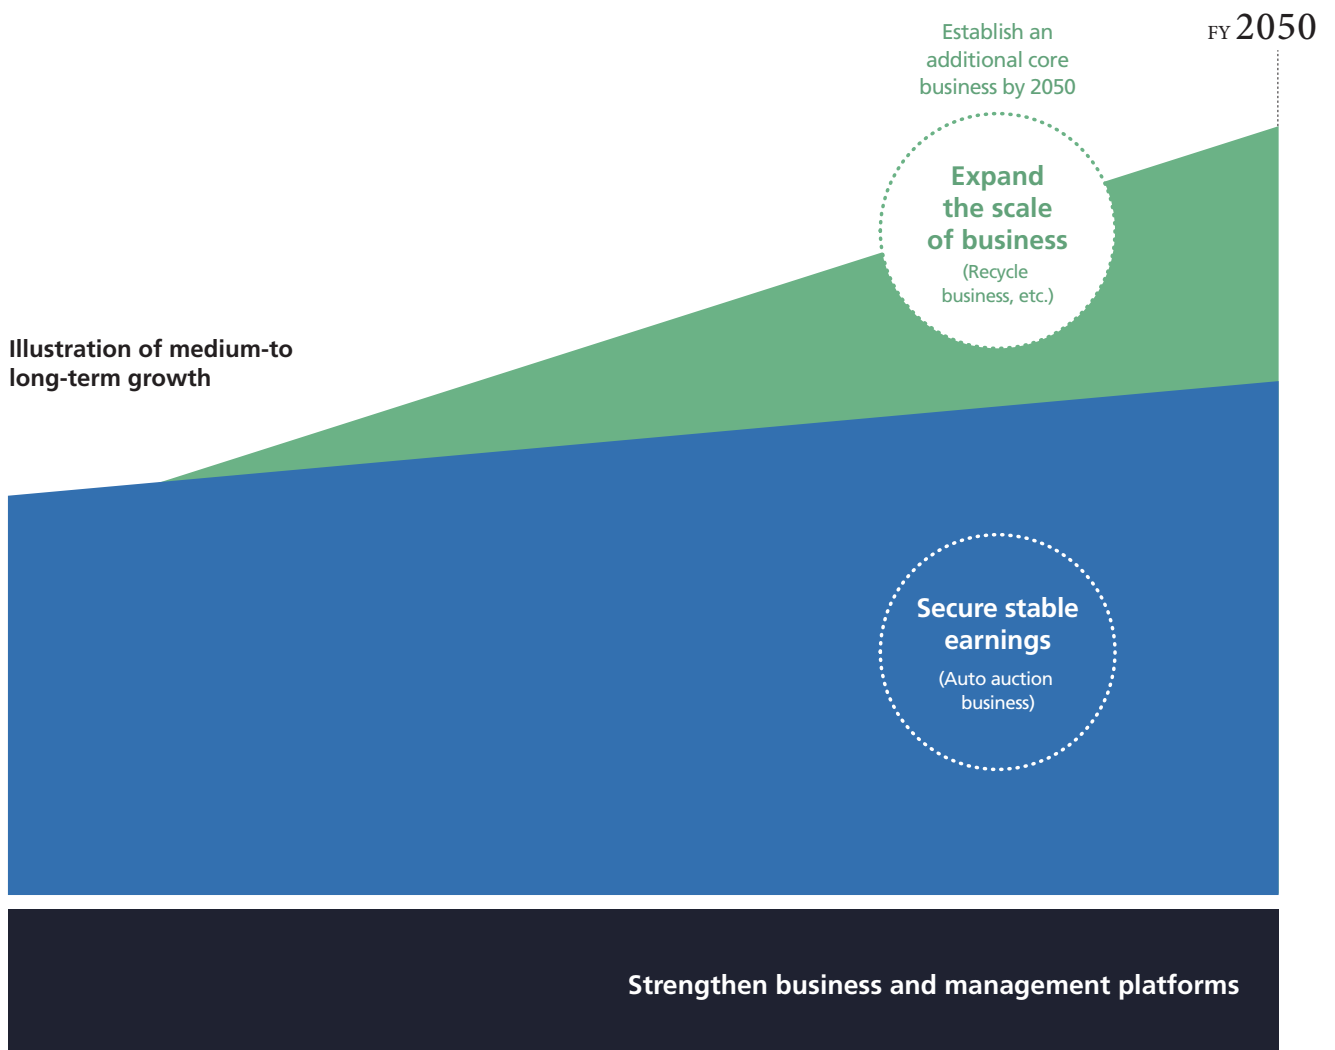 FY 2050
Establish an
additional core
business by 2050
Expand
the scale
of business
(Recycle
business, etc.)
Illustration of medium-to
long-term growth
Secure stable
earnings
(Auto auction
business)
Strengthen business and management platforms